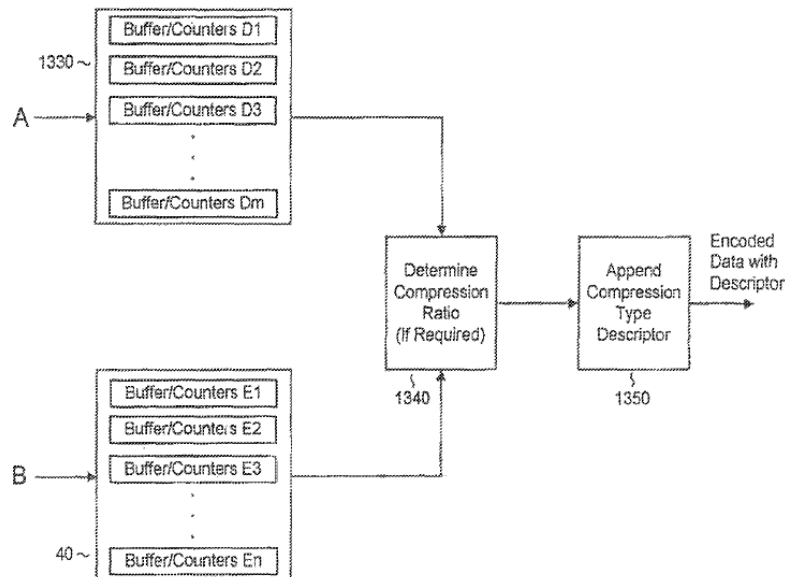 Buffer/Counters D1
1330
Buffer/Counters D2
A
Buffer/Counters D3
Buffer/Counters Dm
Determine
Compression
Ratio
(If Required)
1340
Append
Compression
Type
Descriptor
1350
Encoded
Data with
Descriptor
Buffer/Counters E1
Buffer/Counters E2
B
Buffer/Counters E3
40
Buffer/Counters En